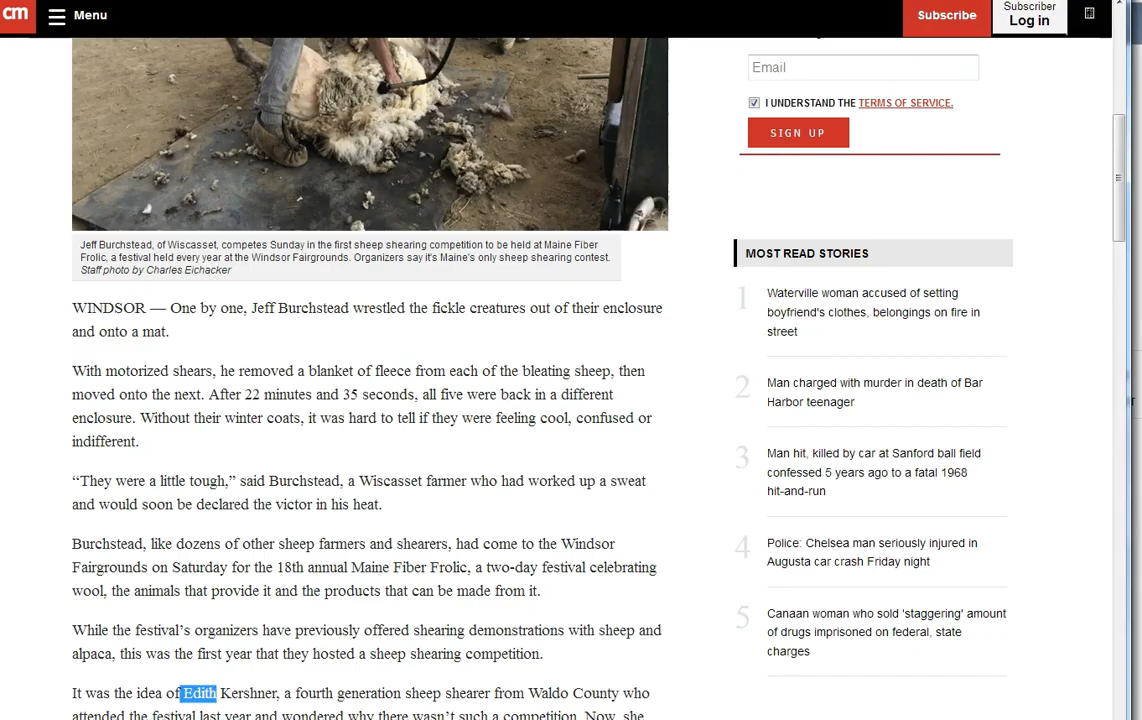 cm
Menu
Subscribe
Subscriber
Log in
Email
I UNDERSTAND THE TERMS OF SERVICE.
SIGN UP
Jeff Burchstead, of Wiscasset, competes Sunday in the first sheep shearing competition to be held at Maine Fiber
Frolic, a festival held every year at the Windsor Fairgrounds. Organizers say it's Maine's only sheep shearing contest.
Staff photo by Charles Eichacker
WINDSOR — One by one, Jeff Burchstead wrestled the fickle creatures out of their enclosure
and onto a mat.
With motorized shears, he removed a blanket of fleece from each of the bleating sheep, then
moved onto the next. After 22 minutes and 35 seconds, all five were back in a different
enclosure. Without their winter coats, it was hard to tell if they were feeling cool, confused or
indifferent.
“They were a little tough,” said Burchstead, a Wiscasset farmer who had worked up a sweat
and would soon be declared the victor in his heat.
Burchstead, like dozens of other sheep farmers and shearers, had come to the Windsor
Fairgrounds on Saturday for the 18th annual Maine Fiber Frolic, a two-day festival celebrating
wool, the animals that provide it and the products that can be made from it.
While the festival’s organizers have previously offered shearing demonstrations with sheep and
alpaca, this was the first year that they hosted a sheep shearing competition.
It was the idea of Edith Kershner, a fourth generation sheep shearer from Waldo County who
attended the festival last year and wondered why there wasn’t such a competition. Now, she
MOST READ STORIES
1
Waterville woman accused of setting
boyfriend's clothes, belongings on fire in
street
2
Man charged with murder in death of Bar
Harbor teenager
3
Man hit, killed by car at Sanford ball field
confessed 5 years ago to a fatal 1968
hit-and-run
4
Police: Chelsea man seriously injured in
Augusta car crash Friday night
5
Canaan woman who sold 'staggering' amount
of drugs imprisoned on federal, state
charges